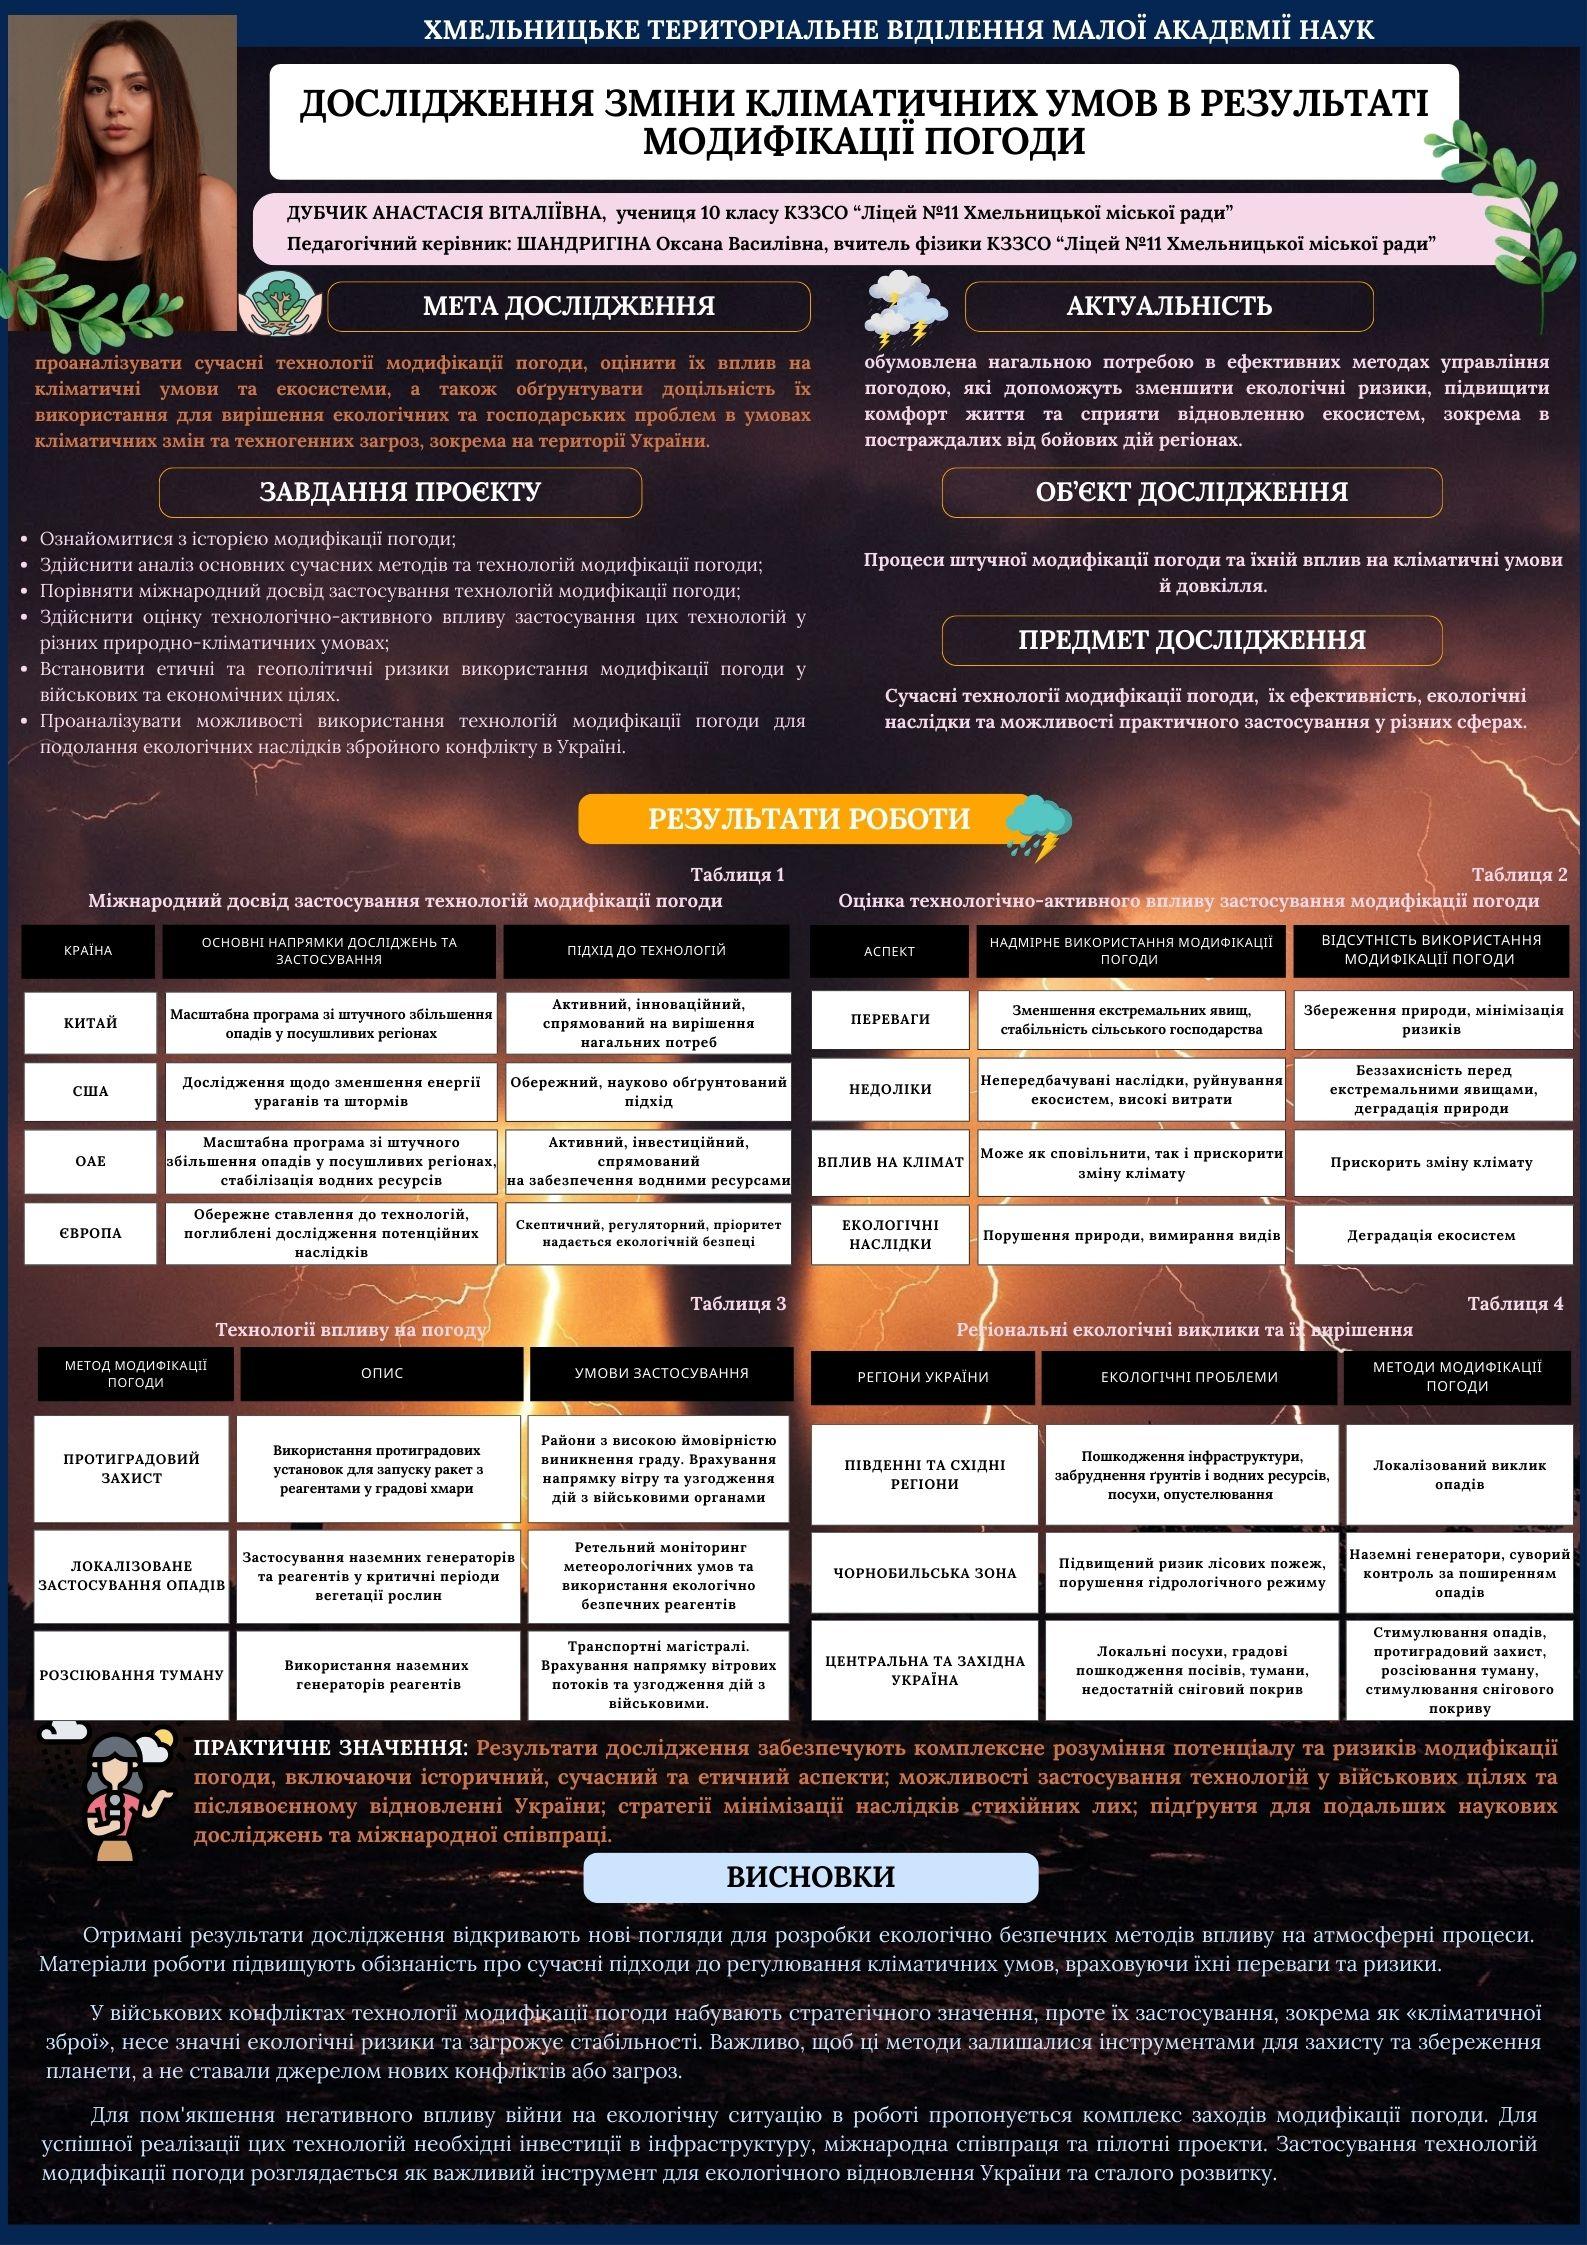 ХМЕЛЬНИЦЬКЕ ТЕРИТОРІАЛЬНЕ ВІДІЛЕННЯ МАЛОЇ АКАДЕМІЇ НАУК
ДОСЛІДЖЕННЯ ЗМІНИ КЛІМАТИЧНИХ УМОВ В РЕЗУЛЬТАТІ
МОДИФІКАЦІЇ ПОГОДИ
ДУБЧИК АНАСТАСІЯ ВІТАЛІЇВНА, учениця 10 класу КЗЗСО “Ліцей №11 Хмельницької міської ради”
Педагогічний керівник: ШАНДРИГІНА Оксана Василівна, вчитель фізики КЗЗСО “Ліцей №11 Хмельницької міської ради”
МЕТА ДОСЛІДЖЕННЯ
проаналізувати сучасні технології модифікації погоди, оцінити їх вплив на
кліматичні умови та екосистеми, а також обґрунтувати доцільність їх
використання для вирішення екологічних та господарських проблем в умовах
кліматичних змін та техногенних загроз, зокрема на території України.
АКТУАЛЬНІСТЬ
обумовлена нагальною потребою в ефективних методах управління
погодою, які допоможуть зменшити екологічні ризики, підвищити
комфорт життя та сприяти відновленню екосистем, зокрема в
постраждалих від бойових дій регіонах.
ЗАВДАННЯ ПРОЄКТУ
• Ознайомитися з історією модифікації погоди;
• Здійснити аналіз основних сучасних методів та технологій модифікації погоди;
• Порівняти міжнародний досвід застосування технологій модифікації погоди;
• Здійснити оцінку технологічно-активного впливу застосування цих технологій у
різних природно-кліматичних умовах;
• Встановити етичні та геополітичні ризики використання модифікації погоди у
військових та економічних цілях.
• Проаналізувати можливості використання технологій модифікації погоди для
подолання екологічних наслідків збройного конфлікту в Україні.
ОБ’ЄКТ ДОСЛІДЖЕННЯ
Процеси штучної модифікації погоди та їхній вплив на кліматичні умови
й довкілля.
ПРЕДМЕТ ДОСЛІДЖЕННЯ
Сучасні технології модифікації погоди, їх ефективність, екологічні
наслідки та можливості практичного застосування у різних сферах.
РЕЗУЛЬТАТИ РОБОТИ
Таблиця 1
Міжнародний досвід застосування технологій модифікації погоди
КРАЇНА
ОСНОВНІ НАПРЯМКИ ДОСЛІДЖЕНЬ ТА
ЗАСТОСУВАННЯ
ПІДХІД ДО ТЕХНОЛОГІЙ
КИТАЙ
Масштабна програма зі штучного збільшення
опадів у посушливих регіонах
Активний, інноваційний,
спрямований на вирішення
нагальних потреб
США
Дослідження щодо зменшення енергії
ураганів та штормів
Обережний, науково обґрунтований
підхід
ОАЕ
Масштабна програма зі штучного
збільшення опадів у посушливих регіонах,
стабілізація водних ресурсів
Активний, інвестиційний,
спрямований
на забезпечення водними ресурсами
ЄВРОПА
Обережне ставлення до технологій,
поглиблені дослідження потенційних
наслідків
Скептичний, регуляторний, пріоритет
надається екологічній безпеці
Таблиця 2
Оцінка технологічно-активного впливу застосування модифікації погоди
АСПЕКТ
НАДМІРНЕ ВИКОРИСТАННЯ МОДИФІКАЦІЇ
ПОГОДИ
ВІДСУТНІСТЬ ВИКОРИСТАННЯ
МОДИФІКАЦІЇ ПОГОДИ
ПЕРЕВАГИ
Зменшення екстремальних явищ,
стабільність сільського господарства
Збереження природи, мінімізація
ризиків
НЕДОЛІКИ
Непередбачувані наслідки, руйнування
екосистем, високі витрати
Беззахисність перед
екстремальними явищами,
деградація природи
ВПЛИВ НА КЛІМАТ
Може як сповільнити, так і прискорити
зміну клімату
Прискорить зміну клімату
ЕКОЛОГІЧНІ
НАСЛІДКИ
Порушення природи, вимирання видів
Деградація екосистем
Таблиця 3
Технології впливу на погоду
МЕТОД МОДИФІКАЦІЇ
ПОГОДИ
ОПИС
УМОВИ ЗАСТОСУВАННЯ
ПРОТИГРАДОВИЙ
ЗАХИСТ
Використання протиградових
установок для запуску ракет з
реагентами у градові хмари
Райони з високою ймовірністю
виникнення граду. Врахування
напрямку вітру та узгодження
дій з військовими органами
ЛОКАЛІЗОВАНЕ
ЗАСТОСУВАННЯ ОПАДІВ
Застосування наземних генераторів
та реагентів у критичні періоди
вегетації рослин
Ретельний моніторинг
метеорологічних умов та
використання екологічно
безпечних реагентів
РОЗСІЮВАННЯ ТУМАНУ
Використання наземних
генераторів реагентів
Транспортні магістралі.
Врахування напрямку вітрових
потоків та узгодження дій з
військовими.
Таблиця 4
Регіональні екологічні виклики та їх вирішення
РЕГІОНИ УКРАЇНИ
ЕКОЛОГІЧНІ ПРОБЛЕМИ
МЕТОДИ МОДИФІКАЦІЇ
ПОГОДИ
ПІВДЕННІ ТА СХІДНІ
РЕГІОНИ
Пошкодження інфраструктури,
забруднення ґрунтів і водних ресурсів,
посухи, опустелювання
Локалізований виклик
опадів
ЧОРНОБИЛЬСЬКА ЗОНА
Підвищений ризик лісових пожеж,
порушення гідрологічного режиму
Наземні генератори, суворий
контроль за поширенням
опадів
ЦЕНТРАЛЬНА ТА ЗАХІДНА
УКРАЇНА
Локальні посухи, градові
пошкодження посівів, тумани,
недостатній сніговий покрив
Стимулювання опадів,
протиградовий захист,
розсіювання туману,
стимулювання снігового
покриву
ПРАКТИЧНЕ ЗНАЧЕННЯ: Результати дослідження забезпечують комплексне розуміння потенціалу та ризиків модифікації
погоди, включаючи історичний, сучасний та етичний аспекти; можливості застосування технологій у військових цілях та
післявоєнному відновленні України; стратегії мінімізації наслідків стихійних лих; підґрунтя для подальших наукових
досліджень та міжнародної співпраці.
ВИСНОВКИ
Отримані результати дослідження відкривають нові погляди для розробки екологічно безпечних методів впливу на атмосферні процеси.
Матеріали роботи підвищують обізнаність про сучасні підходи до регулювання кліматичних умов, враховуючи їхні переваги та ризики.
У військових конфліктах технології модифікації погоди набувають стратегічного значення, проте їх застосування, зокрема як «кліматичної
зброї», несе значні екологічні ризики та загрожує стабільності. Важливо, щоб ці методи залишалися інструментами для захисту та збереження
планети, а не ставали джерелом нових конфліктів або загроз.
Для пом'якшення негативного впливу війни на екологічну ситуацію в роботі пропонується комплекс заходів модифікації погоди. Для
успішної реалізації цих технологій необхідні інвестиції в інфраструктуру, міжнародна співпраця та пілотні проекти. Застосування технологій
модифікації погоди розглядається як важливий інструмент для екологічного відновлення України та сталого розвитку.